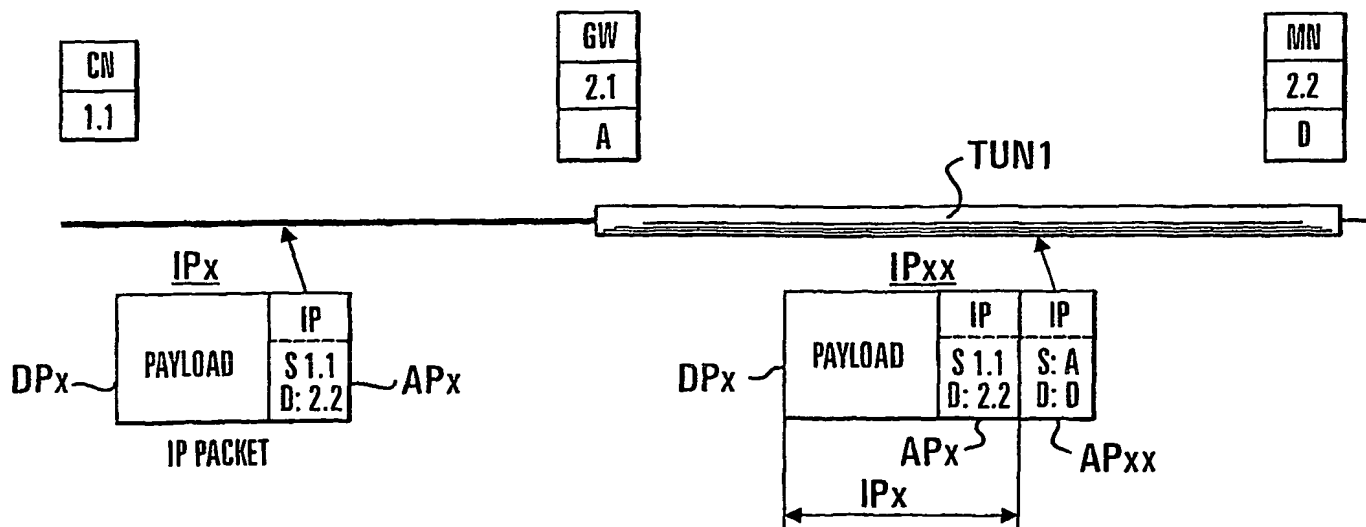 CN
1.1
GW
2.1
A
MN
2.2
D
TUN1
IPx
IPxx
PAYLOAD
IP
S 1.1
D: 2.2
DPx
APx
IP PACKET
PAYLOAD
IP
S 1.1
D: 2.2
IP
S: A
D: D
DPx
APx
APxx
IPx